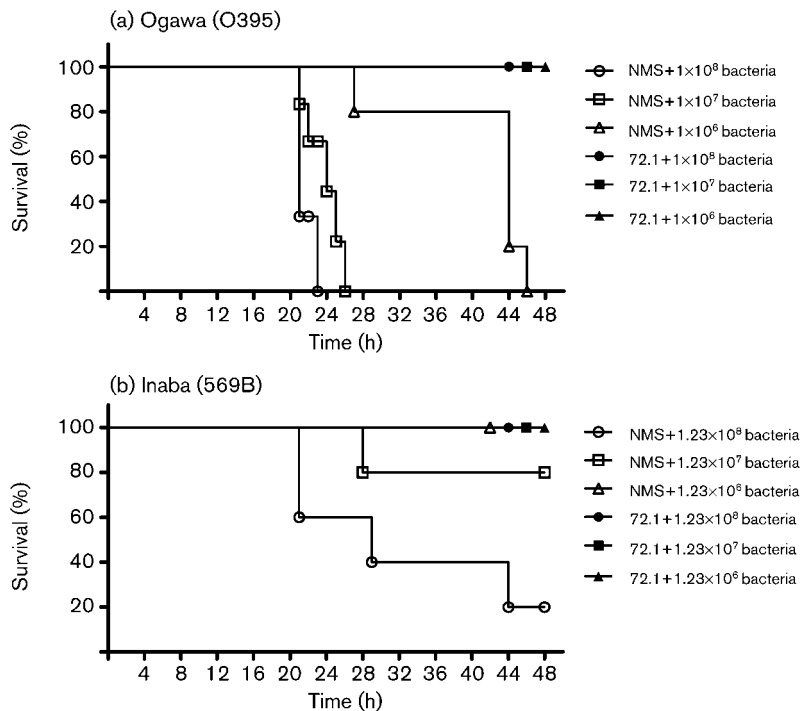 (a) Ogawa (O395)
Survival (%)
100
80
60
40
20
4 8 12 16 20 24 28 32 36 40 44 48
Time (h)
NMS+1×10⁸ bacteria
NMS+1×10⁷ bacteria
NMS+1×10⁶ bacteria
72.1+1×10⁸ bacteria
72.1+1×10⁷ bacteria
72.1+1×10⁶ bacteria
(b) Inaba (569B)
Survival (%)
100
80
60
40
20
4 8 12 16 20 24 28 32 36 40 44 48
Time (h)
NMS+1.23×10⁸ bacteria
NMS+1.23×10⁷ bacteria
NMS+1.23×10⁶ bacteria
72.1+1.23×10⁸ bacteria
72.1+1.23×10⁷ bacteria
72.1+1.23×10⁶ bacteria